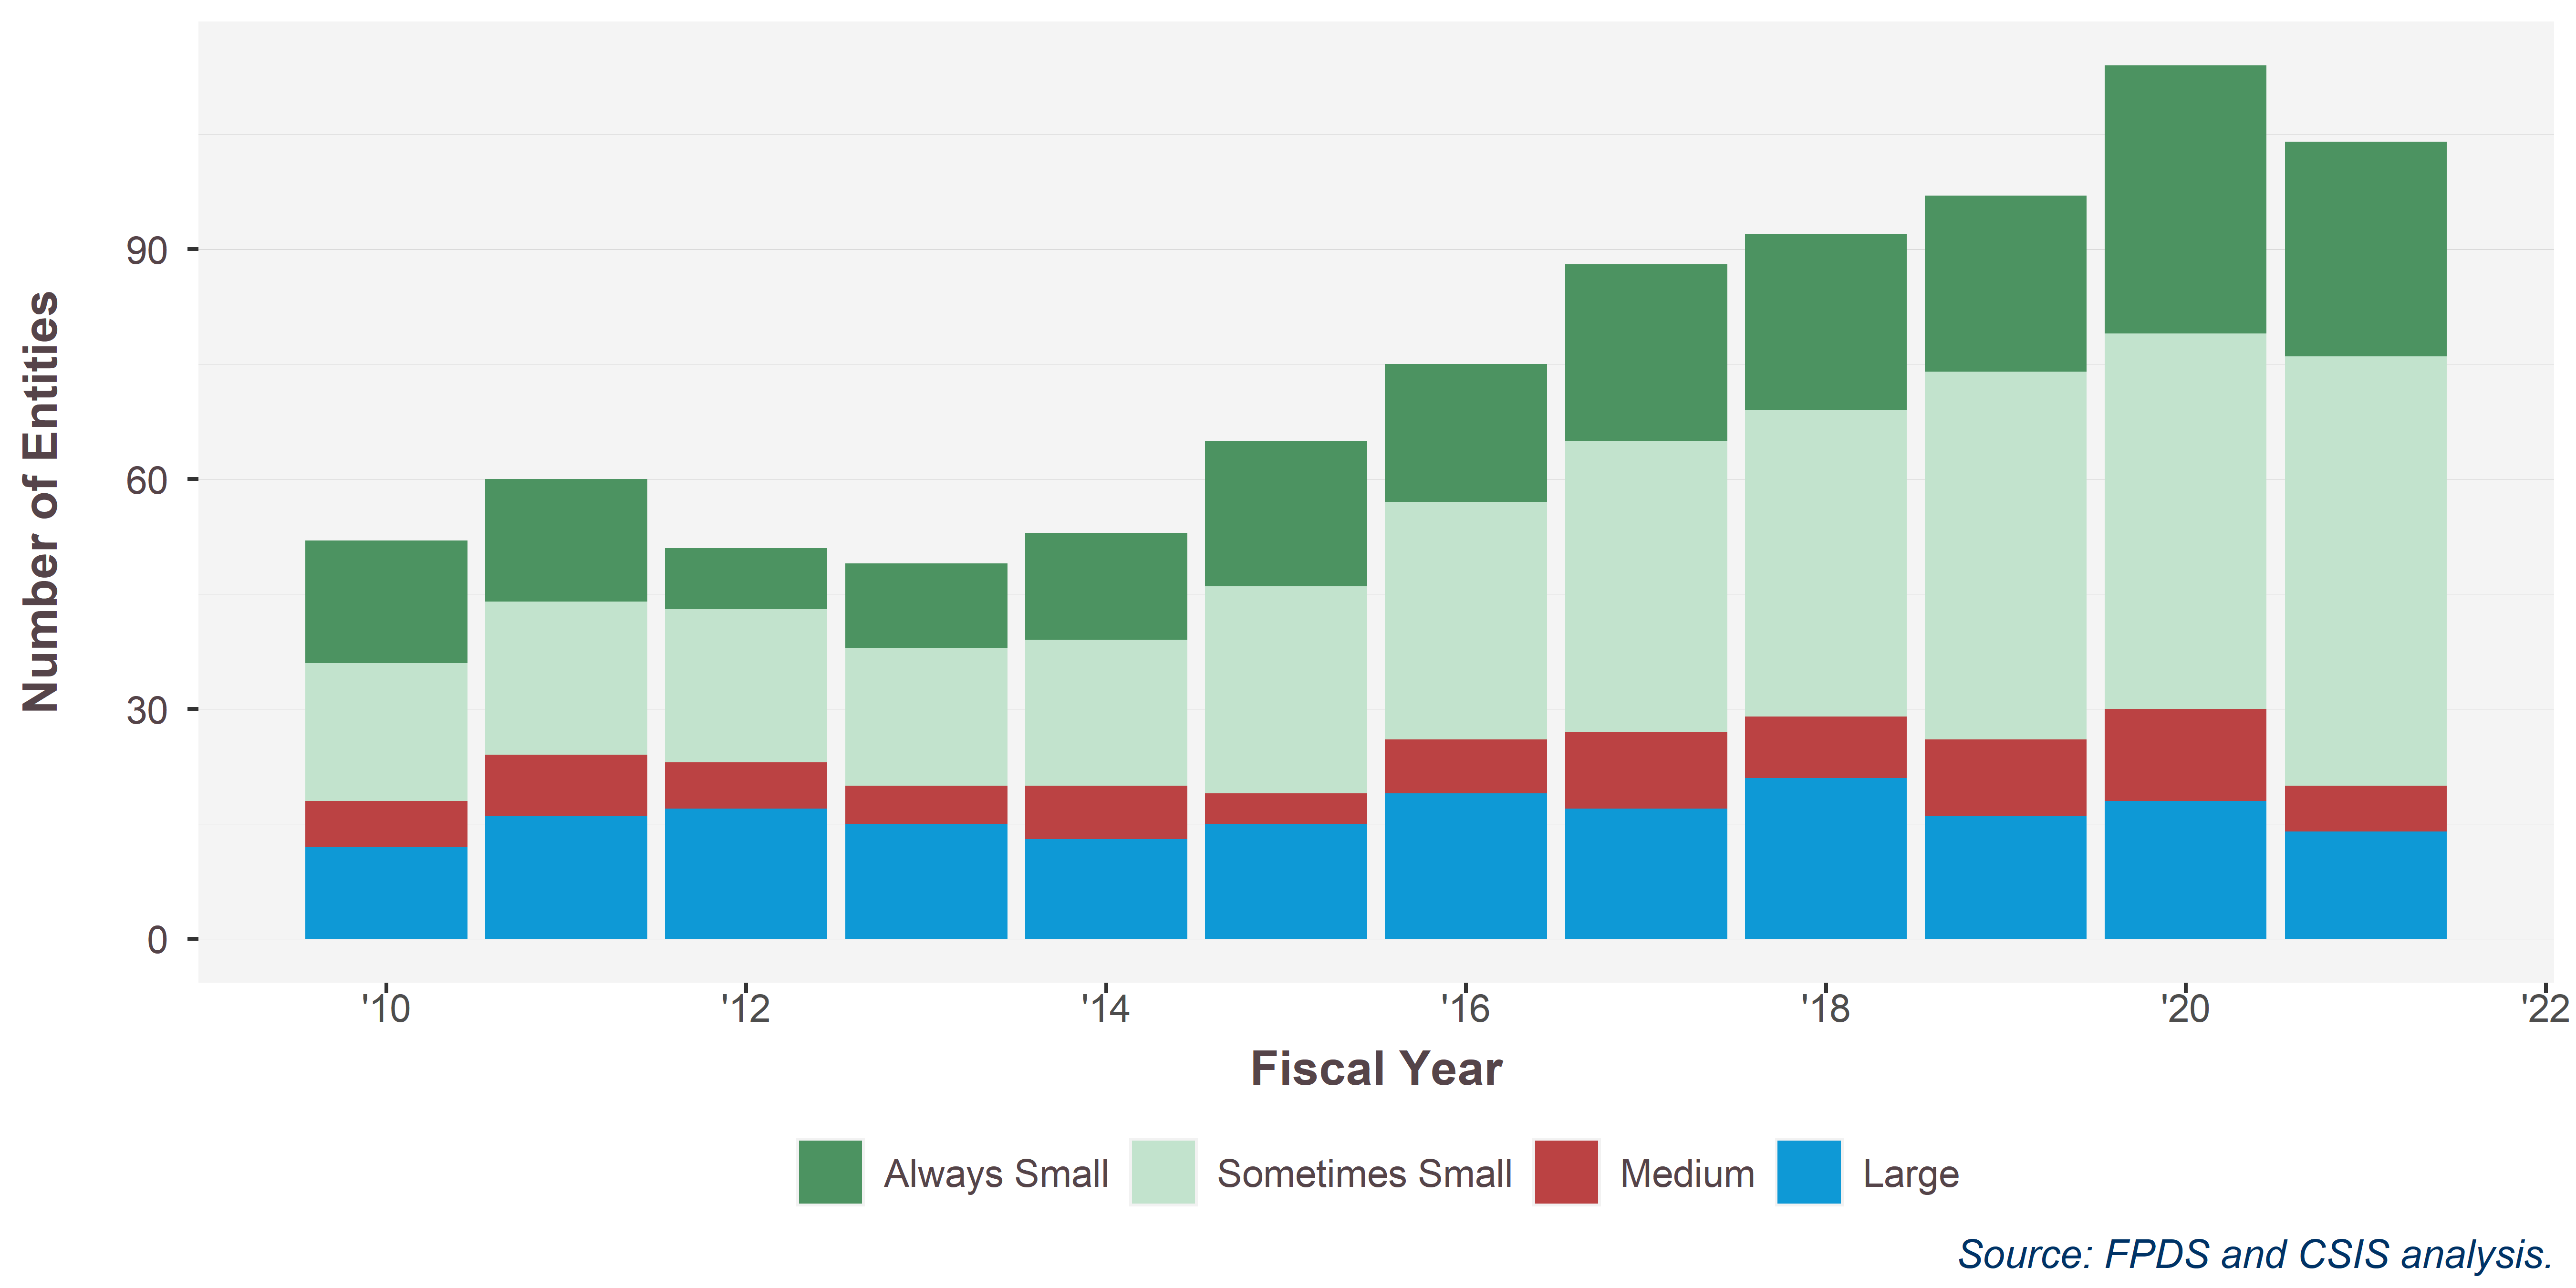 Number of Entities
90
60
30
0
'10 '12 '14 '16 '18 '20 '22
Fiscal Year
Always Small Sometimes Small Medium Large
Source: FPDS and CSIS analysis.